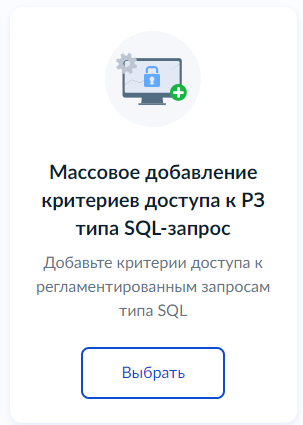 Массовое добавление
критериев доступа к РЗ
типа SQL-запрос
Добавьте критерии доступа к
регламентированным запросам
типа SQL
Выбрать